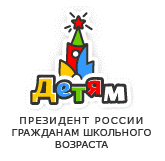 Детям
ПРЕЗИДЕНТ РОССИИ
ГРАЖДАНАМ ШКОЛЬНОГО
ВОЗРАСТА